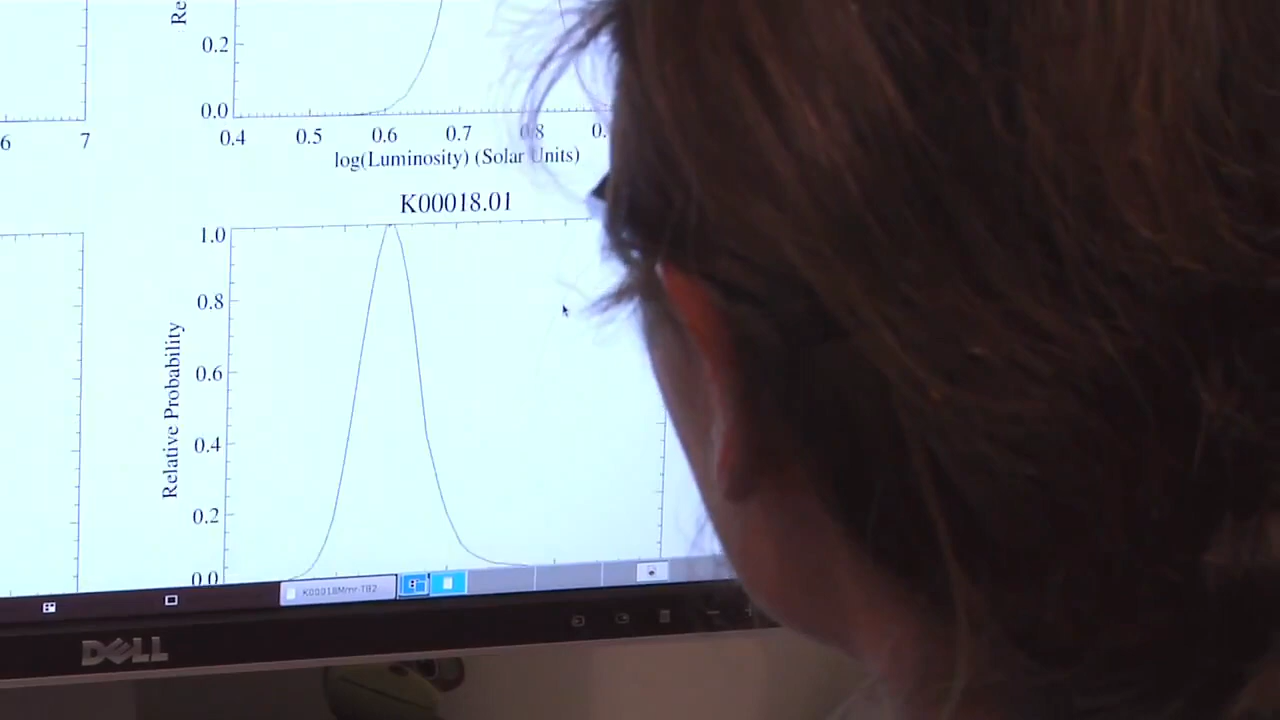 Re
0.2
0.0
6 7 0.4 0.5 0.6 0.7 0.8 0.
log(Luminosity) (Solar Units)
K00018.01
1.0
0.8
0.6
0.4
0.2
0.0
Relative Probability
DELL